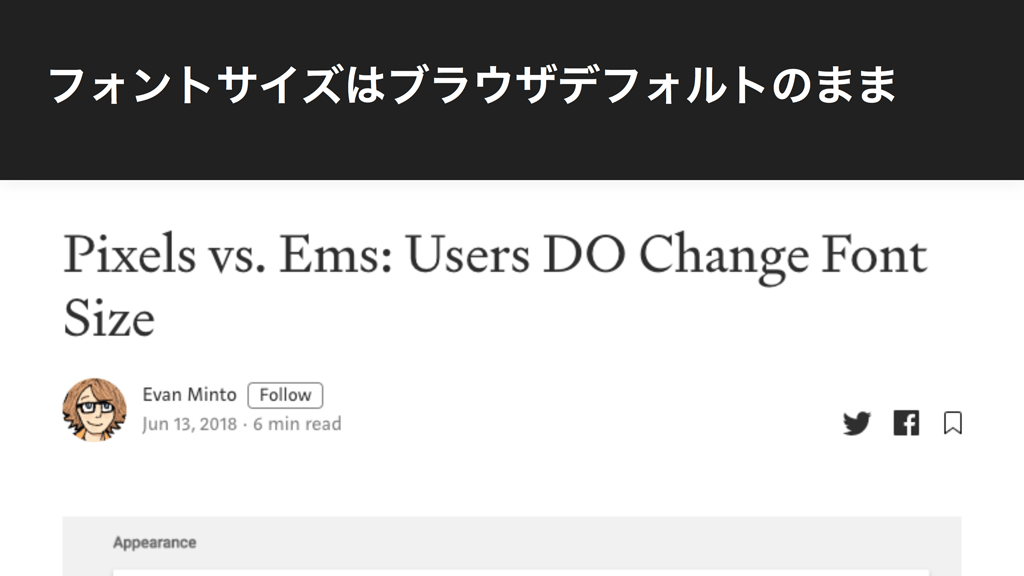 フォントサイズはブラウザデフォルトのまま
Pixels vs. Ems: Users DO Change Font
Size
Evan Minto Follow
Jun 13, 2018 · 6 min read
Appearance